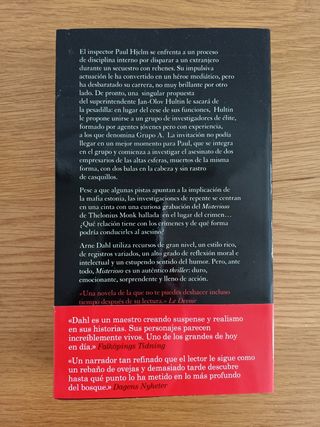 El inspector Paul Hjelm se enfrenta a un proceso
de disciplina interno por disparar a un extranjero
durante un secuestro con rehenes. Su impulsiva
actuación le ha convertido en un héroe mediático, pero
ha desbaratado su carrera, no muy brillante por otro
lado. De pronto, una singular propuesta
del superintendente Jan-Olov Hultin le sacará de
la pesadilla: en lugar del cese de sus funciones, Hultin
le propone unirse a un grupo de investigadores de élite,
formado por agentes jóvenes pero con experiencia,
a los que denomina Grupo A. La invitación no podía
llegar en un mejor momento para Paul, que se integra
en el grupo y comienza a investigar el asesinato de dos
empresarios de las altas esferas, muertos de la misma
forma, con dos balas en la cabeza y sin rastro
de casquillos.
Pese a que algunas pistas apuntan a la implicación de
la mafia estonia, las investigaciones de repente se centran
en una cinta con una curiosa grabación del Misterioso
de Thelonius Monk hallada en el lugar del crimen…
¿Qué relación tiene con los crímenes y de qué forma
podría conducirles al asesino?
Arne Dahl utiliza recursos de gran nivel, un estilo rico,
de registros variados, un alto grado de reflexión moral e
intelectual y un estupendo sentido del humor. Pero, ante
todo, Misterioso es un auténtico thriller: duro,
emocionante, sorprendente y lleno de acción.
«Una novela de la que no te puedes deshacer incluso
tiempo después de su lectura.» Le Devoir
«Dahl es un maestro creando suspense y realismo
en sus historias. Sus personajes parecen
increíblemente vivos. Uno de los grandes de hoy
en día.» Falköpings Tidning
«Un narrador tan refinado que el lector le sigue como
un rebaño de ovejas y demasiado tarde descubre
hasta qué punto lo ha metido en lo más profundo
del bosque.» Dagens Nyheter